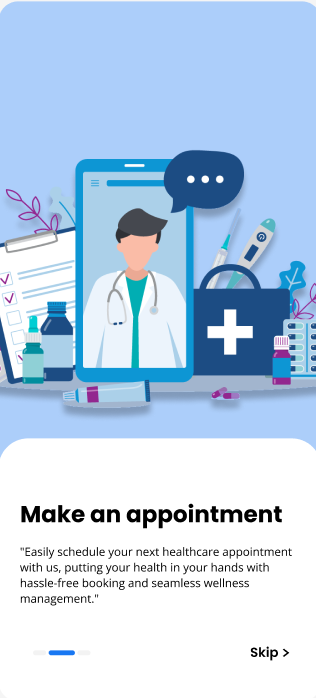 Make an appointment
"Easily schedule your next healthcare appointment
with us, putting your health in your hands with
hassle-free booking and seamless wellness
management."
Skip >